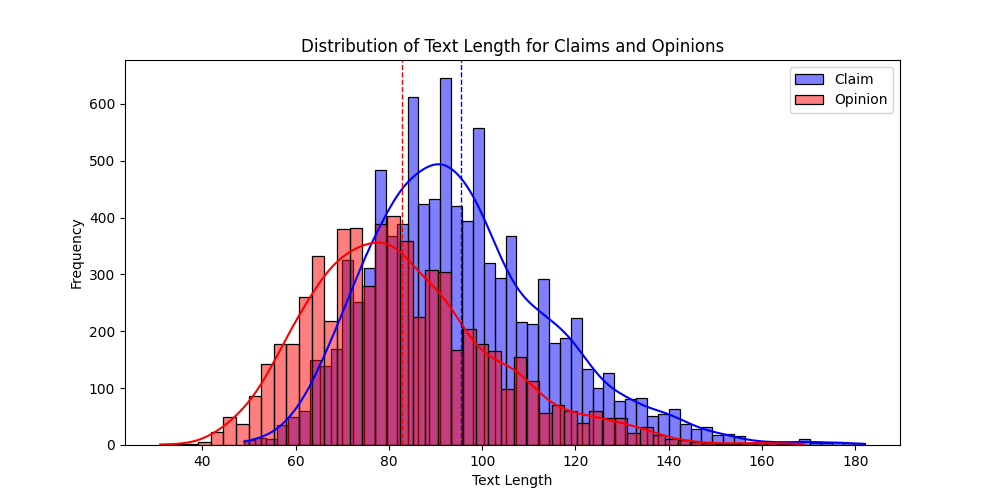 Distribution of Text Length for Claims and Opinions
Claim
Opinion
Frequency
600
500
400
300
200
100
0
40 60 80 100 120 140 160 180
Text Length